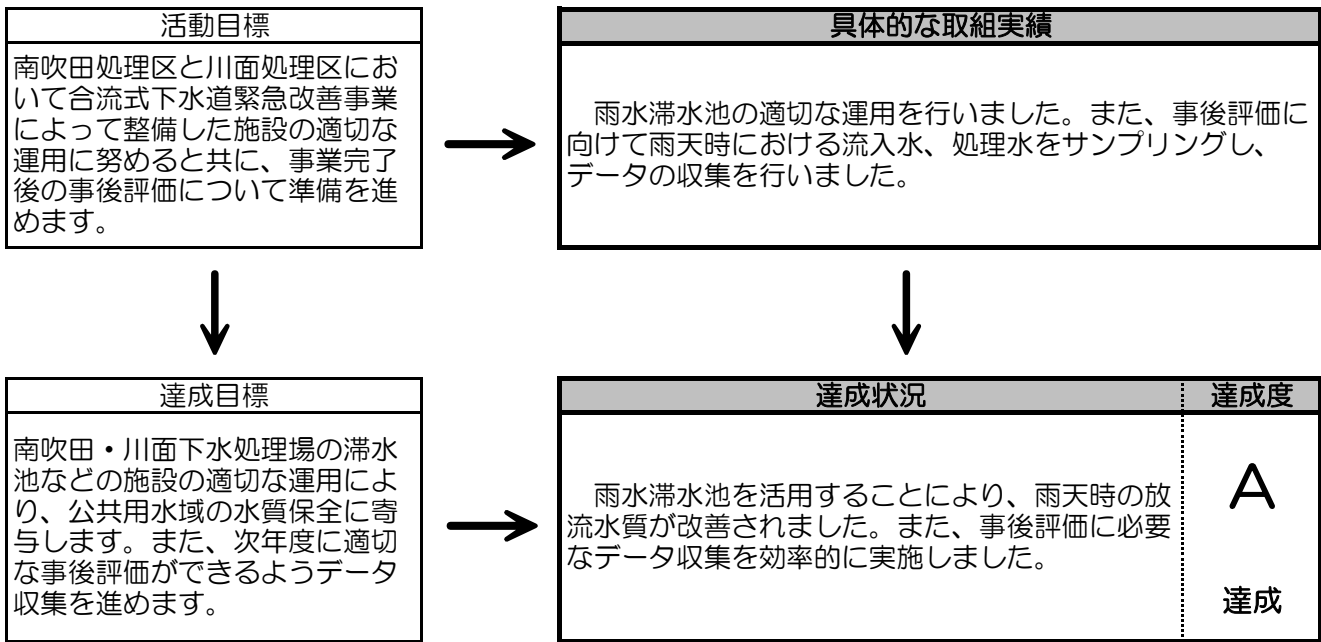 活動目標
南吹田処理区と川面処理区にお
いて合流式下水道緊急改善事業
によって整備した施設の適切な
運用に努めると共に、事業完了
後の事後評価について準備を進
めます。
具体的な取組実績
雨水滞水池の適切な運用を行いました。また、事後評価に
向けて雨天時における流入水、処理水をサンプリングし、
データの収集を行いました。
達成目標
南吹田・川面下水処理場の滞水
池などの施設の適切な運用によ
り、公共用水域の水質保全に寄
与します。また、次年度に適切
な事後評価ができるようデータ
収集を進めます。
達成状況
雨水滞水池を活用することにより、雨天時の放
流水質が改善されました。また、事後評価に必要
なデータ収集を効率的に実施しました。
達成度
A
達成